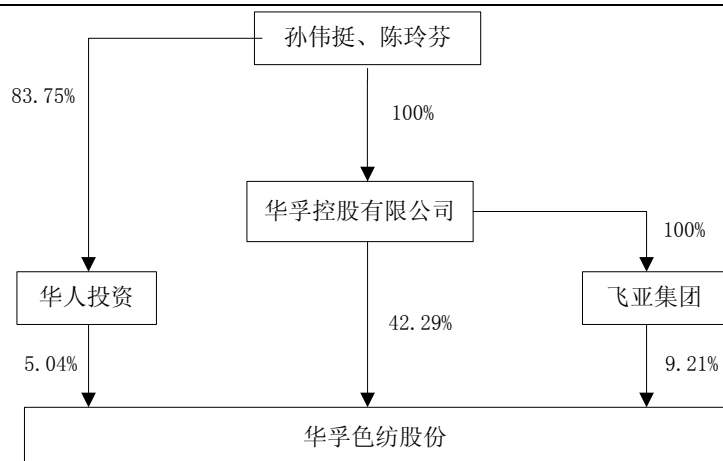 孙伟挺、陈玲芬
83.75%
100%
华孚控股有限公司
100%
华人投资
飞亚集团
42.29%
5.04%
9.21%
华孚色纺股份